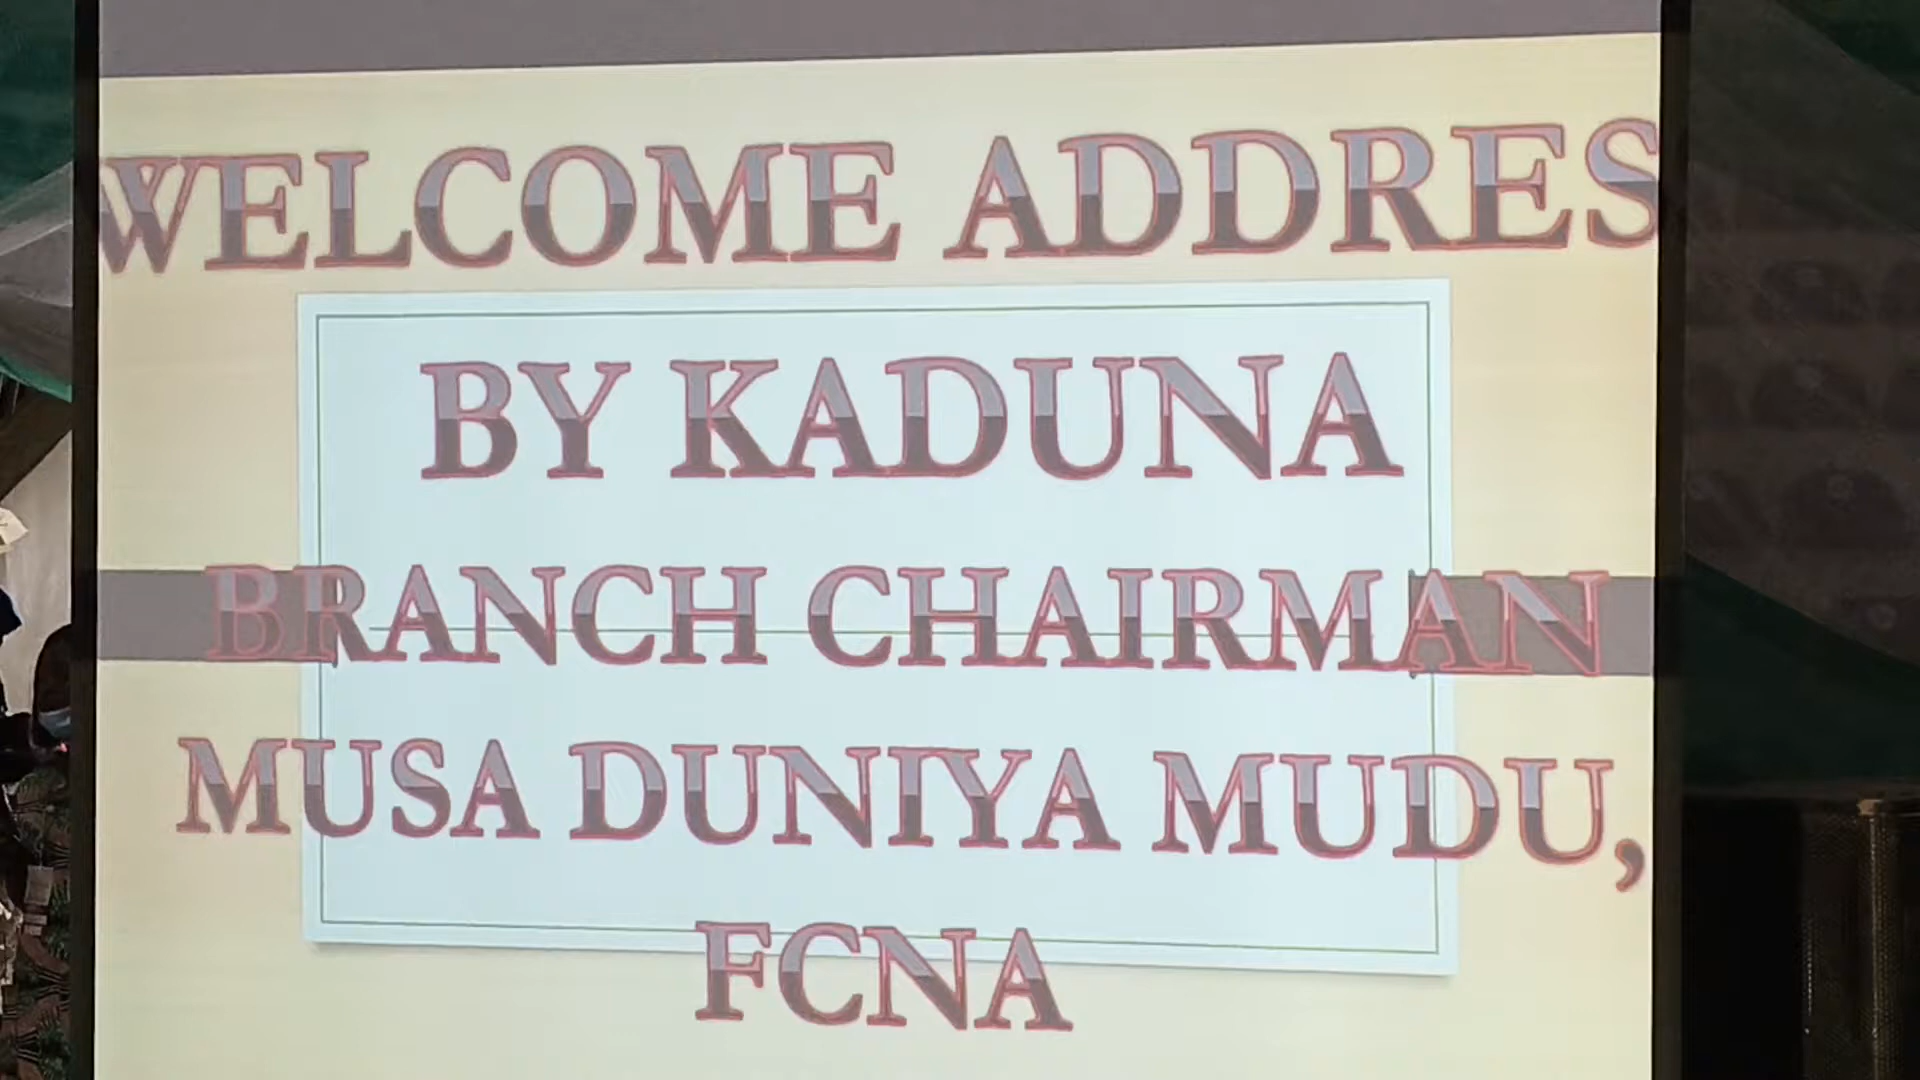 WELCOME ADDRES
BY KADUNA
BRANCH CHAIRMAN
MUSA DUNIYA MUDU,
FCNA